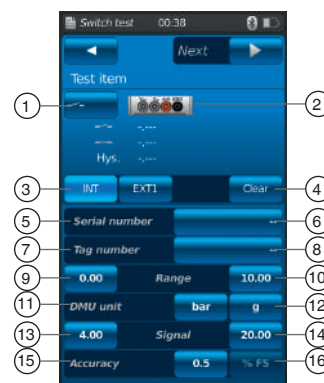 Switch test 00:38
Next
Test item
1
2
-,---
-,---
Hys. -,---
3 INT EXT1 Clear 4
5 Serial number -- 6
7 Tag number -- 8
9 0.00 Range 10.00 10
11 DMU unit bar g 12
13 4.00 Signal 20.00 14
15 Accuracy 0.5 % FS 16